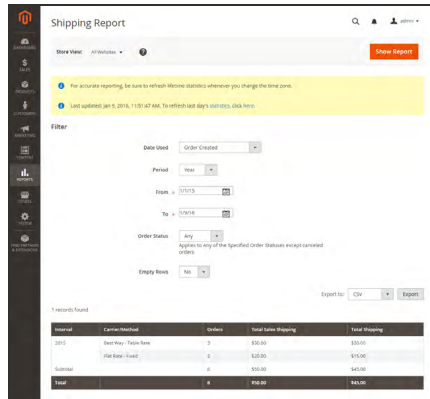 Shipping Report
admin
DASHBOARD
SALES
PRODUCTS
CUSTOMERS
MARKETING
CONTENT
REPORTS
STORES
SYSTEM
FIND PARTNERS
& EXTENSIONS
Store View: All Websites
Show Report
For accurate reporting, be sure to refresh lifetime statistics whenever you change the time zone.
Last updated: Jan 5, 2016, 11:51:47 AM. To refresh last day's statistics, click here.
Filter
Date Used Order Created
Period Year
From 1/1/15
To
Order Status Any
Applies to Any of the Specified Order Statuses except canceled
orders
Empty Rows No
Export to: CSV Export
1 records found
Interval Carrier/Method Orders Total Sales Shipping Total Shipping
2015 Best Way - Table Rate 3 $30.00 $30.00
Flat Rate - Fixed $20.00 $15.00
Subtotal 6 $50.00 $45.00
Total 6 $50.00 $45.00